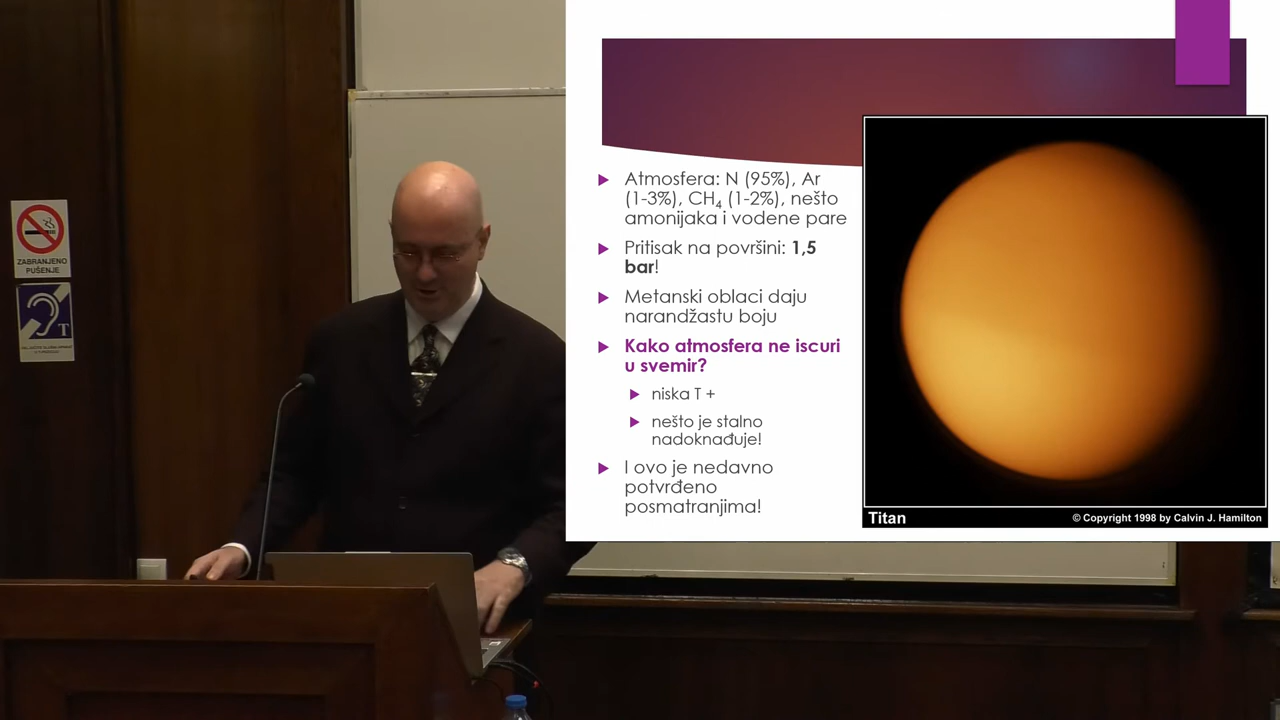 ZABRANJENO
PUŠENJE
T
Atmosfera: N (95%), Ar
(1-3%), CH₄ (1-2%), nešto
amonijaka i vodene pare
Pritisak na površini: 1,5
bar!
Metanski oblaci daju
narandžastu boju
Kako atmosfera ne iscuri
u svemir?
niska T +
nešto je stalno
nadoknađuje!
I ovo je nedavno
potvrđeno
posmatranjima!
Titan
© Copyright 1998 by Calvin J. Hamilton